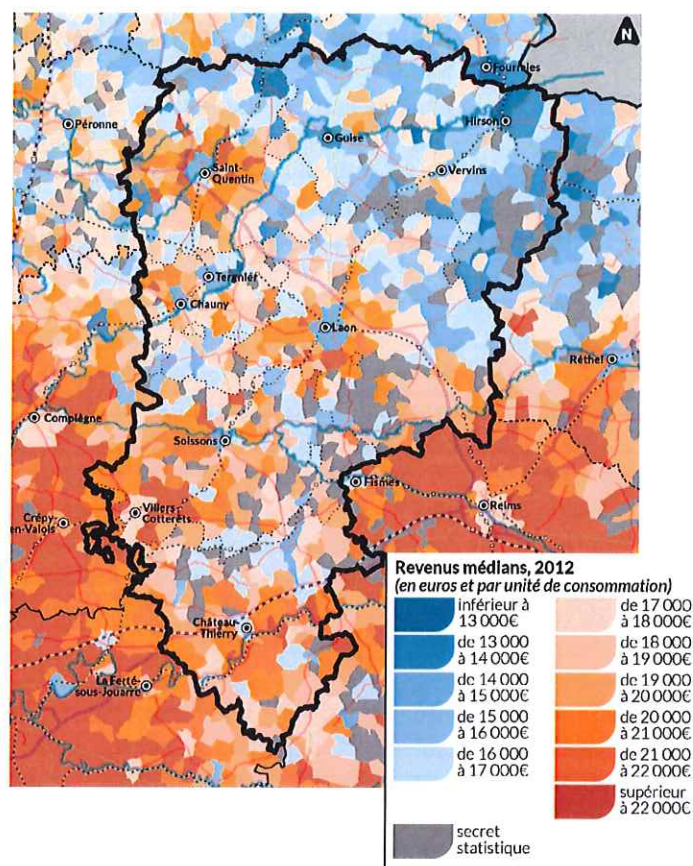 N
Fourmies
Péronne
Hirson
Guise
Saint-
Quentin
Vervins
Tergnier
Chauny
Laon
Réthel
Compiègne
Soissons
Fismes
Reims
Villers
Cotterêts
Crépy
en-Valois
Château-
Thierry
La Ferté-
sous-Jouarre
Revenus médians, 2012
(en euros et par unité de consommation)
inférieur à
13 000€
de 13 000
à 14 000€
de 14 000
à 15 000€
de 15 000
à 16 000€
de 16 000
à 17 000€
de 17 000
à 18 000€
de 18 000
à 19 000€
de 19 000
à 20 000€
de 20 000
à 21 000€
de 21 000
à 22 000€
supérieur
à 22 000€
secret
statistique